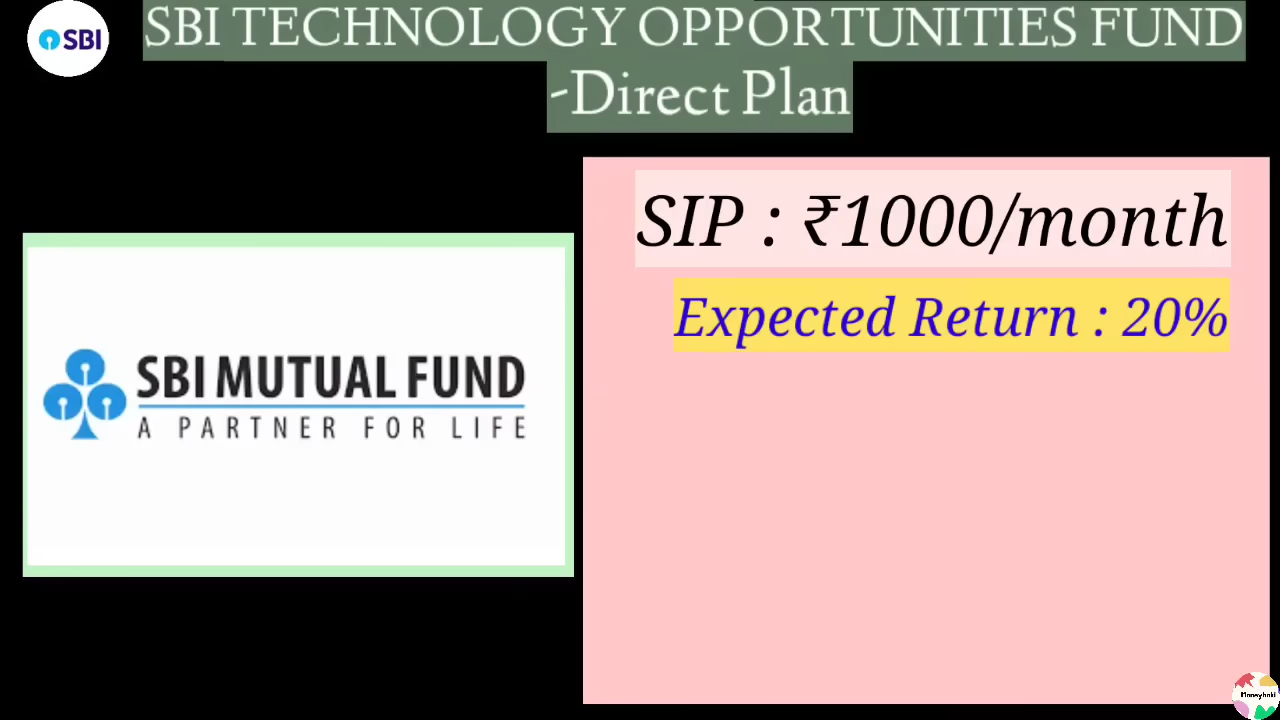 SBI
SBI TECHNOLOGY OPPORTUNITIES FUND
-Direct Plan
SIP : ₹1000/month
Expected Return : 20%
SBI MUTUAL FUND
A PARTNER FOR LIFE